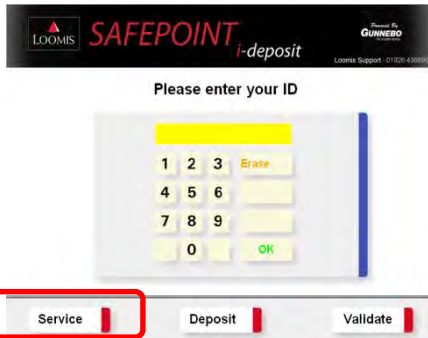 LOOMIS SAFEPOINT i-deposit
Powered By
GUNNEBO
Loomis Support - 01926
Please enter your ID
1 2 3 Erase
4 5 6
7 8 9
0 OK
Service Deposit Validate